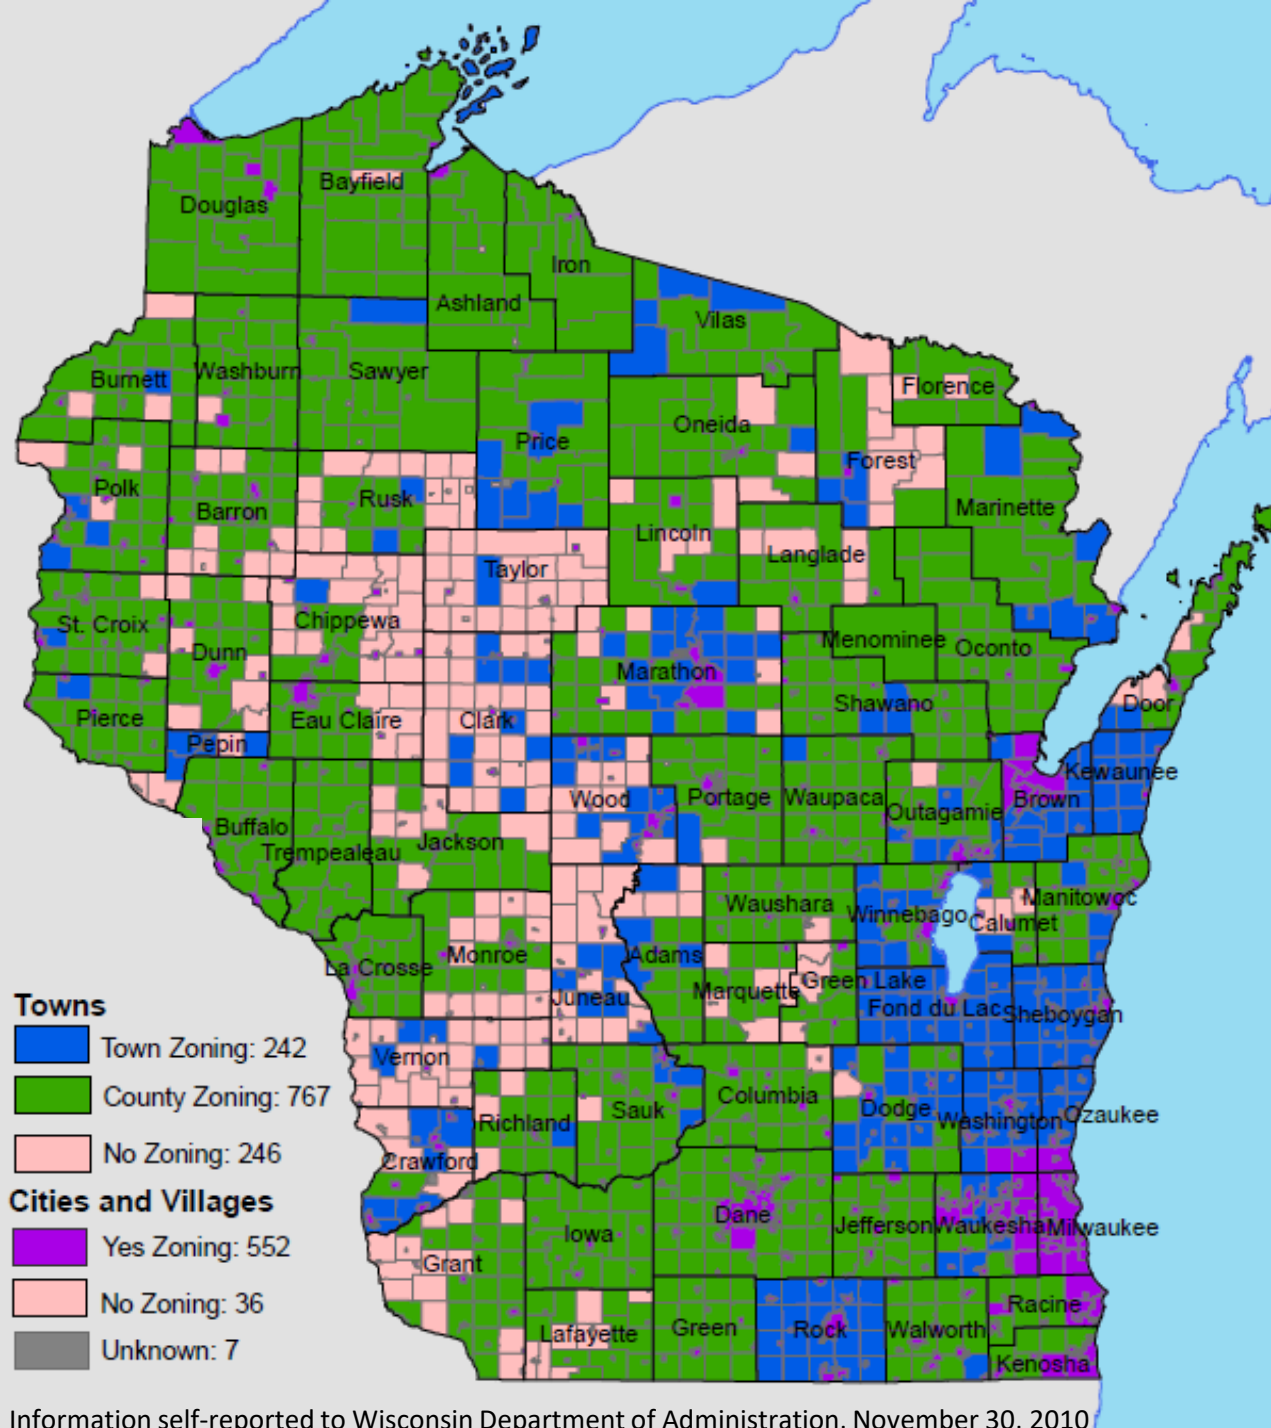 Douglas
Bayfield
Ashland
Iron
Vilas
Burnett
Washburn
Sawyer
Price
Oneida
Florence
Forest
Marinette
Polk
Barron
Rusk
Lincoln
Langlade
Taylor
St. Croix
Dunn
Chippewa
Marathon
Menominee
Oconto
Pierce
Pepin
Eau Claire
Clark
Shawano
Door
Buffalo
Trempealeau
Jackson
Wood
Portage
Waupaca
Outagamie
Brown
Kewaunee
La Crosse
Monroe
Juneau
Adams
Waushara
Marquette
Green Lake
Winnebago
Calumet
Manitowoc
Fond du Lac
Sheboygan
Vernon
Richland
Sauk
Columbia
Dodge
Washington
Ozaukee
Crawford
Grant
Iowa
Dane
Jefferson
Waukesha
Milwaukee
Lafayette
Green
Rock
Walworth
Racine
Kenosha
Towns
Town Zoning: 242
County Zoning: 767
No Zoning: 246
Cities and Villages
Yes Zoning: 552
No Zoning: 36
Unknown: 7
Information self-reported to Wisconsin Department of Administration, November 30, 2010